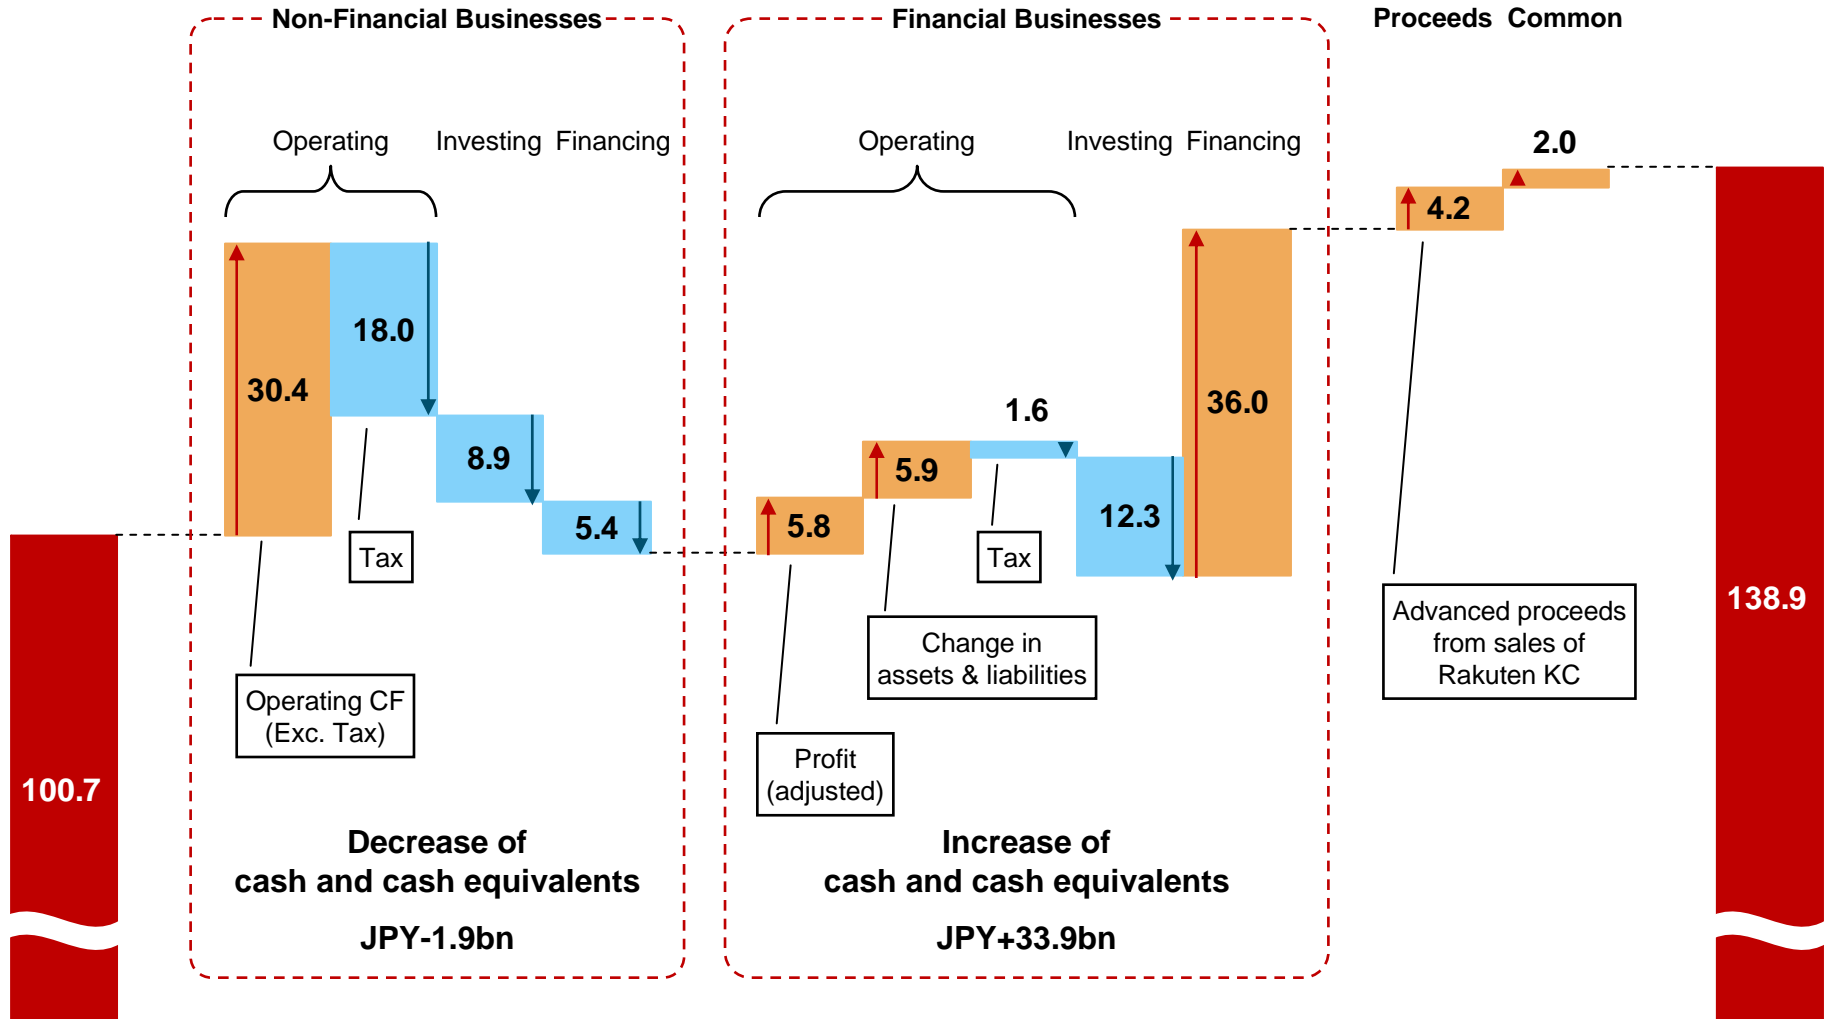 Non-Financial Businesses
Financial Businesses
Proceeds Common
Operating
Investing Financing
Operating
Investing Financing
2.0
4.2
18.0
30.4
8.9
5.4
1.6
36.0
5.9
5.8
12.3
Tax
Tax
138.9
Advanced proceeds
from sales of
Rakuten KC
Change in
assets & liabilities
Operating CF
(Exc. Tax)
Profit
(adjusted)
100.7
Decrease of
cash and cash equivalents
JPY-1.9bn
Increase of
cash and cash equivalents
JPY+33.9bn